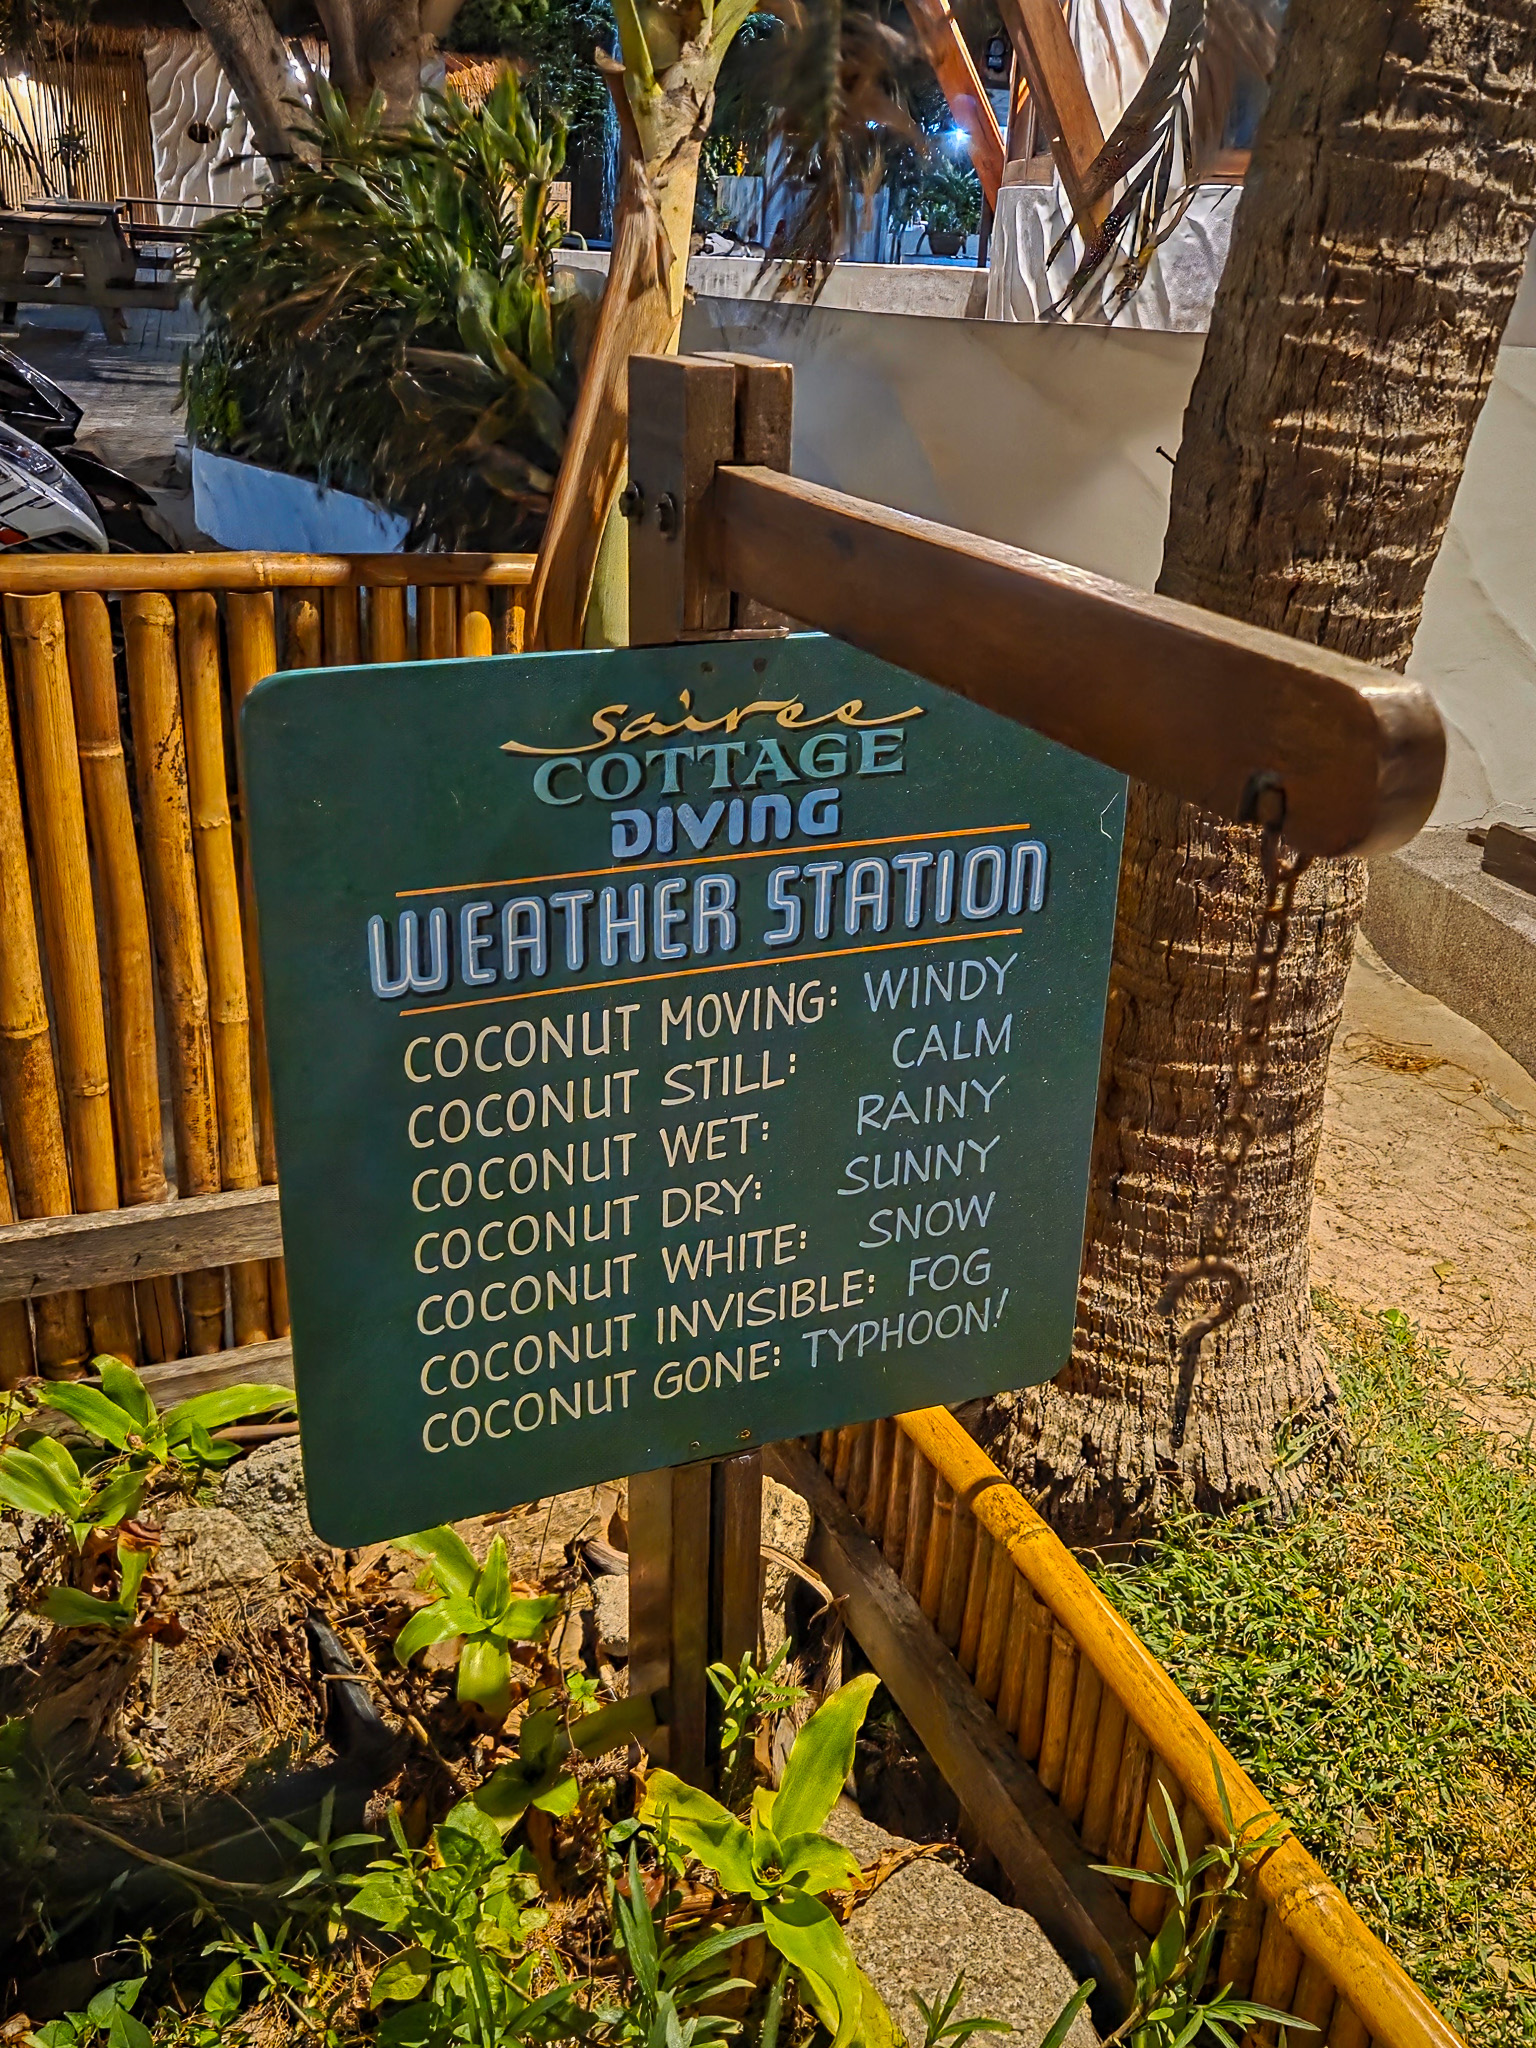 Sairee
COTTAGE
DIVING
WEATHER STATION
COCONUT MOVING: WINDY
COCONUT STILL: CALM
COCONUT WET: RAINY
COCONUT DRY: SUNNY
COCONUT WHITE: SNOW
COCONUT INVISIBLE: FOG
COCONUT GONE: TYPHOON!